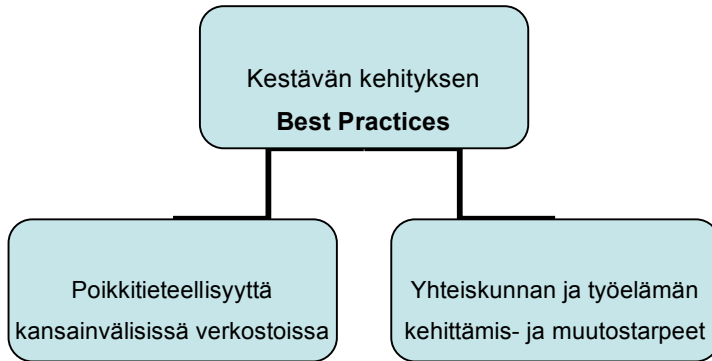 Kestävän kehityksen
Best Practices
Poikkitieteellisyyttä
kansainvälisissä verkostoissa
Yhteiskunnan ja työelämän
kehittämis- ja muutostarpeet